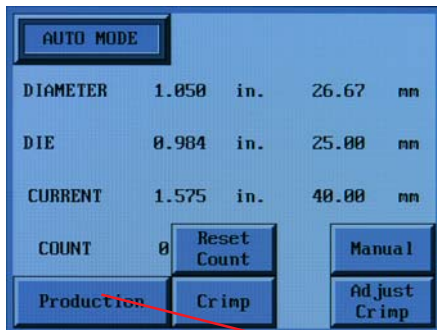 AUTO MODE
DIAMETER 1.050 in. 26.67 mm
DIE 0.984 in. 25.00 mm
CURRENT 1.575 in. 40.00 mm
COUNT 0
Reset
Count
Manual
Production
Crimp
Adjust
Crimp